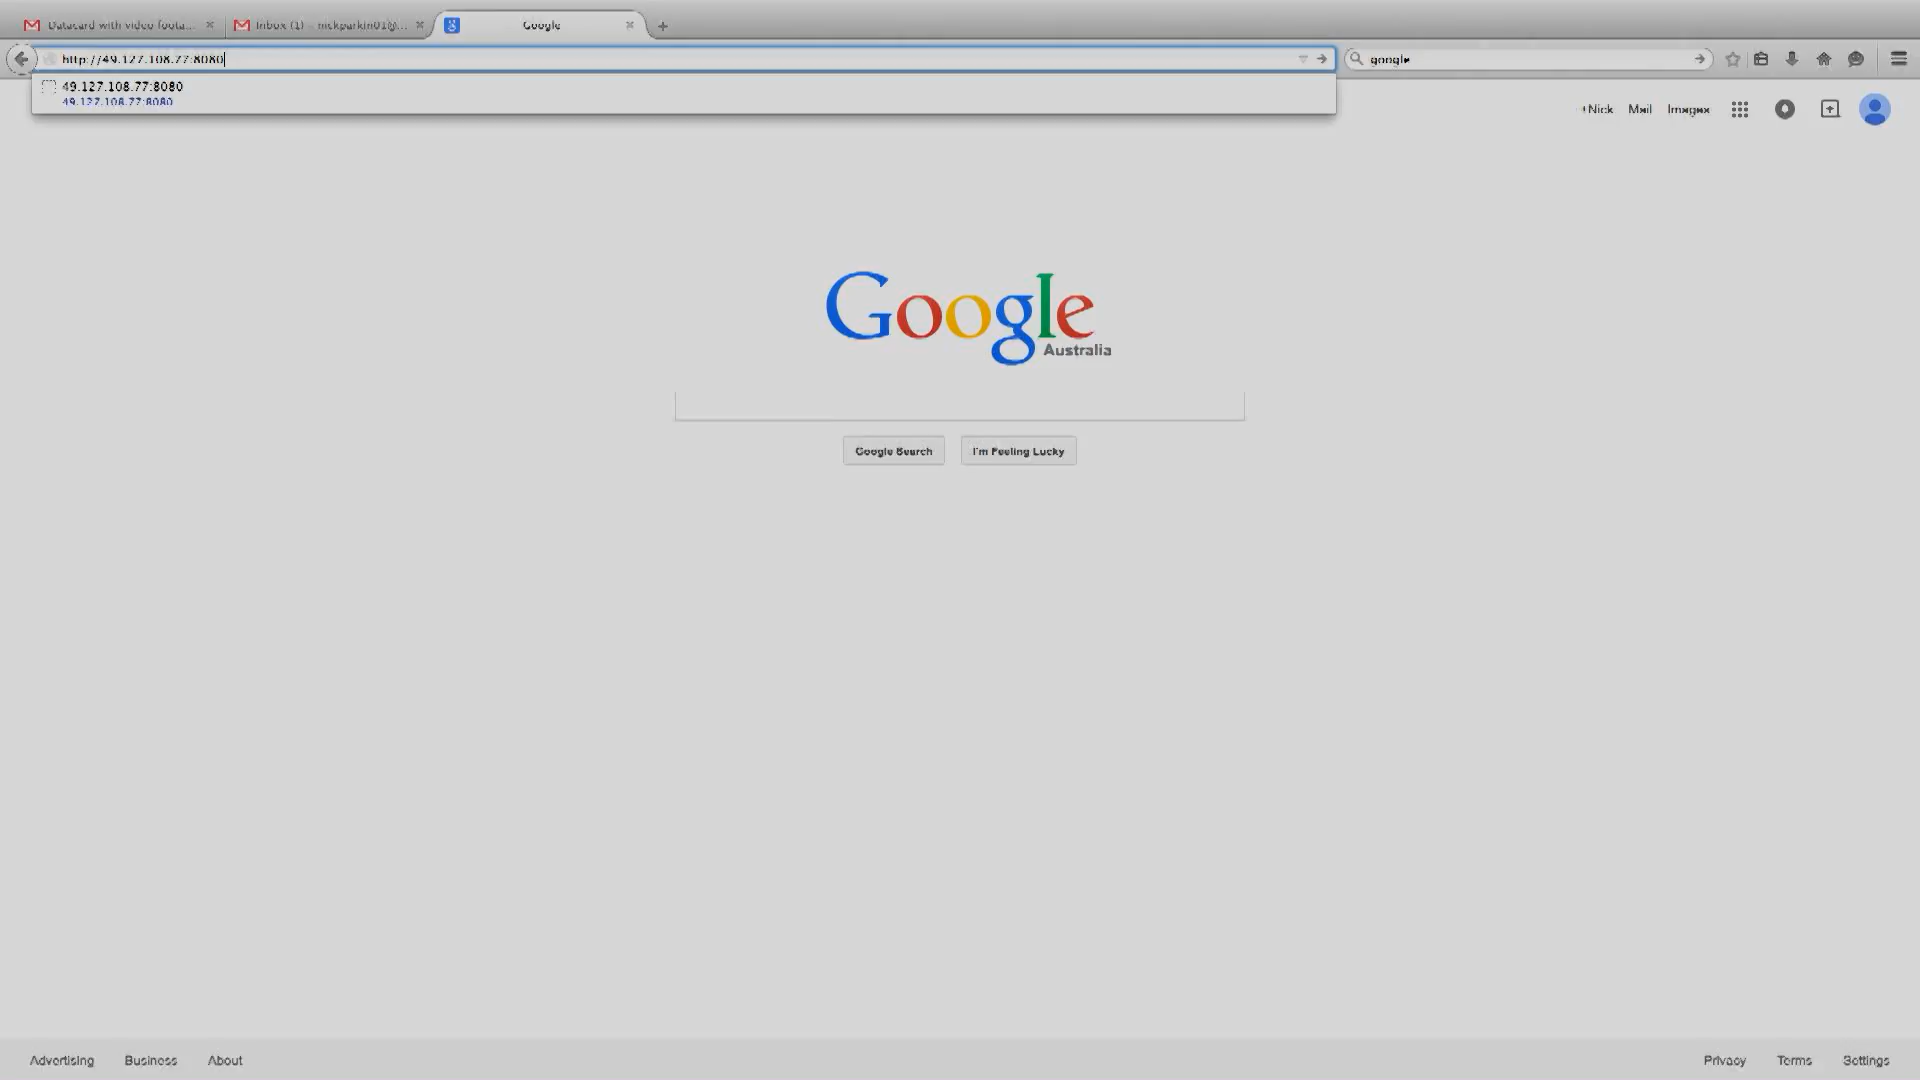 Datacard with video foota...
Inbox (1) - nickparkin01@...
Google
http://49.127.108.77:8080
google
49.127.108.77:8080
49.127.108.77:8080
+Nick Mail Images
Google
Australia
Google Search I'm Feeling Lucky
Advertising Business About Privacy Terms Settings